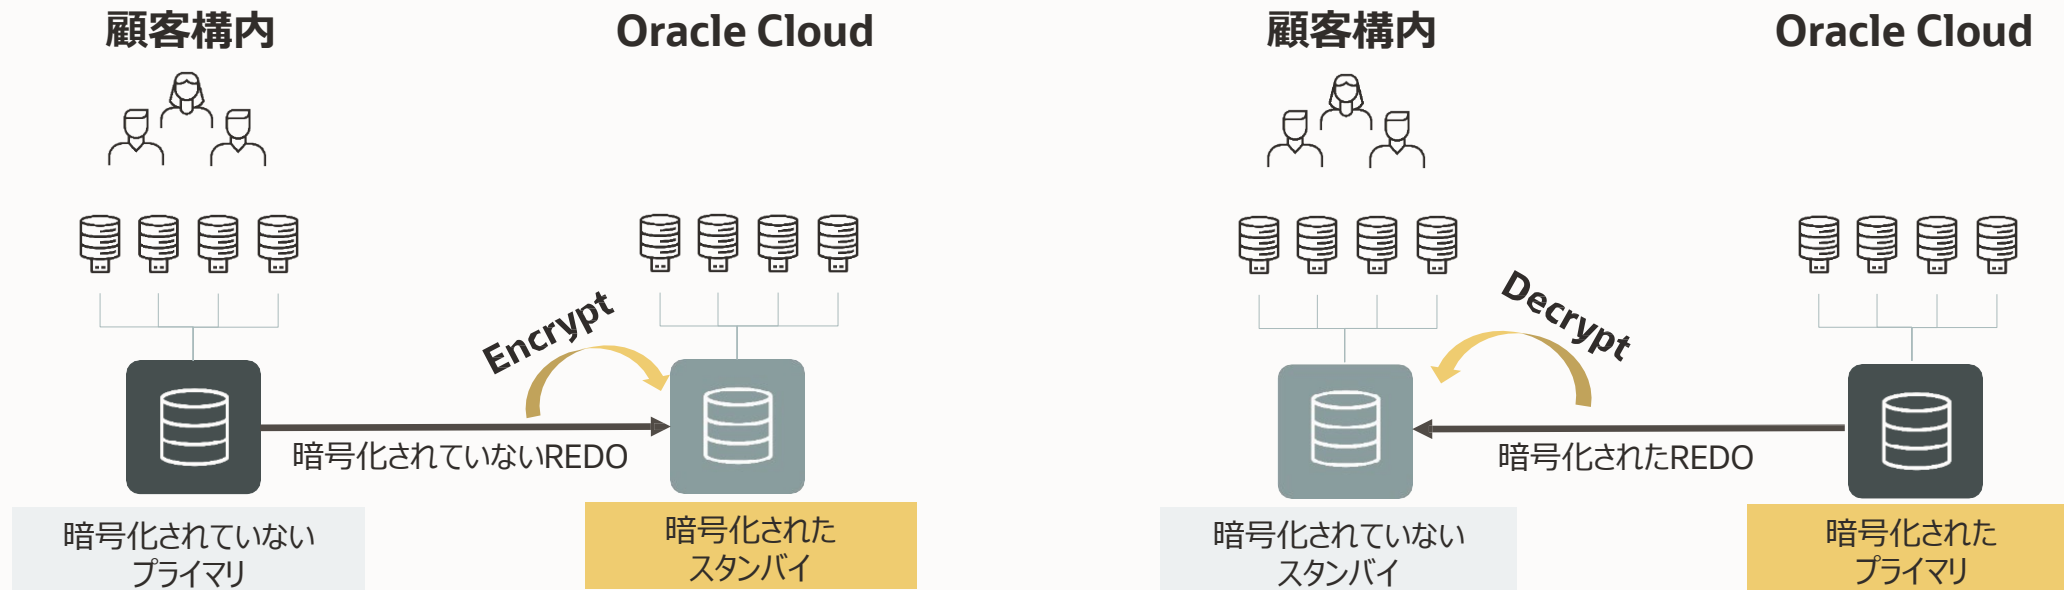 顧客構内
Oracle Cloud
Encrypt
暗号化されていないREDO
暗号化されていない
プライマリ
暗号化された
スタンバイ
顧客構内
Oracle Cloud
Decrypt
暗号化されたREDO
暗号化されていない
スタンバイ
暗号化された
プライマリ